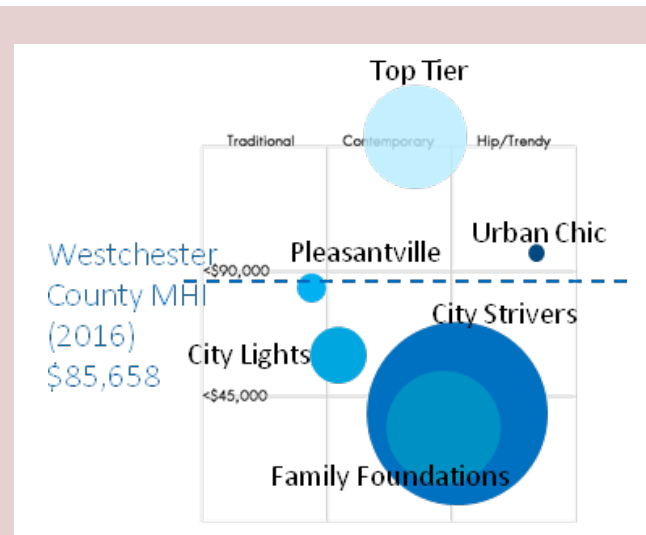 Top Tier
Traditional
Contemporary
Hip/Trendy
Urban Chic
Pleasantville
Westchester
County MHI
(2016)
$85,658
<$90,000
City Strivers
City Lights
<$45,000
Family Foundations